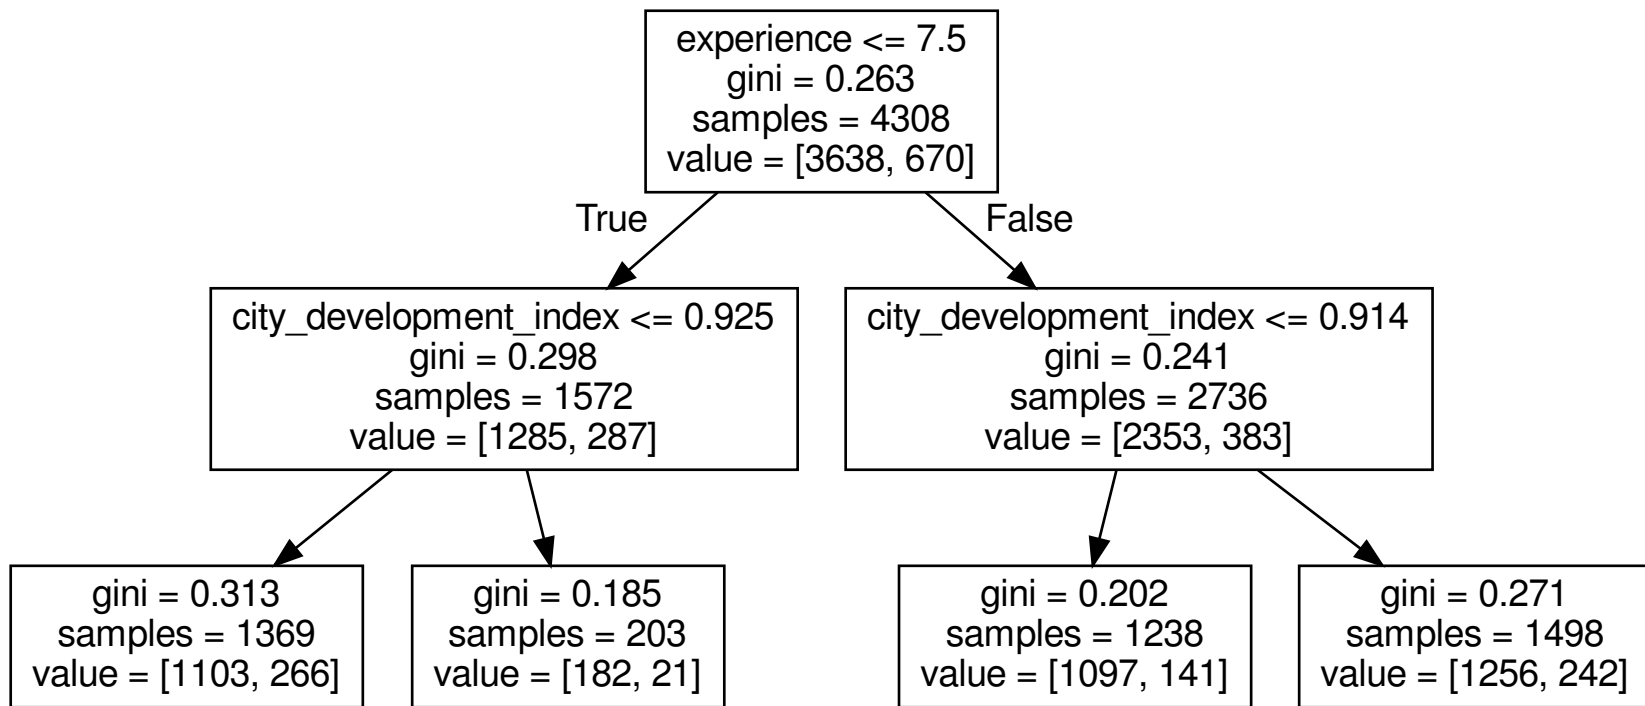 experience <= 7.5
gini = 0.263
samples = 4308
value = [3638, 670]
True
False
city_development_index <= 0.925
gini = 0.298
samples = 1572
value = [1285, 287]
city_development_index <= 0.914
gini = 0.241
samples = 2736
value = [2353, 383]
gini = 0.313
samples = 1369
value = [1103, 266]
gini = 0.185
samples = 203
value = [182, 21]
gini = 0.202
samples = 1238
value = [1097, 141]
gini = 0.271
samples = 1498
value = [1256, 242]